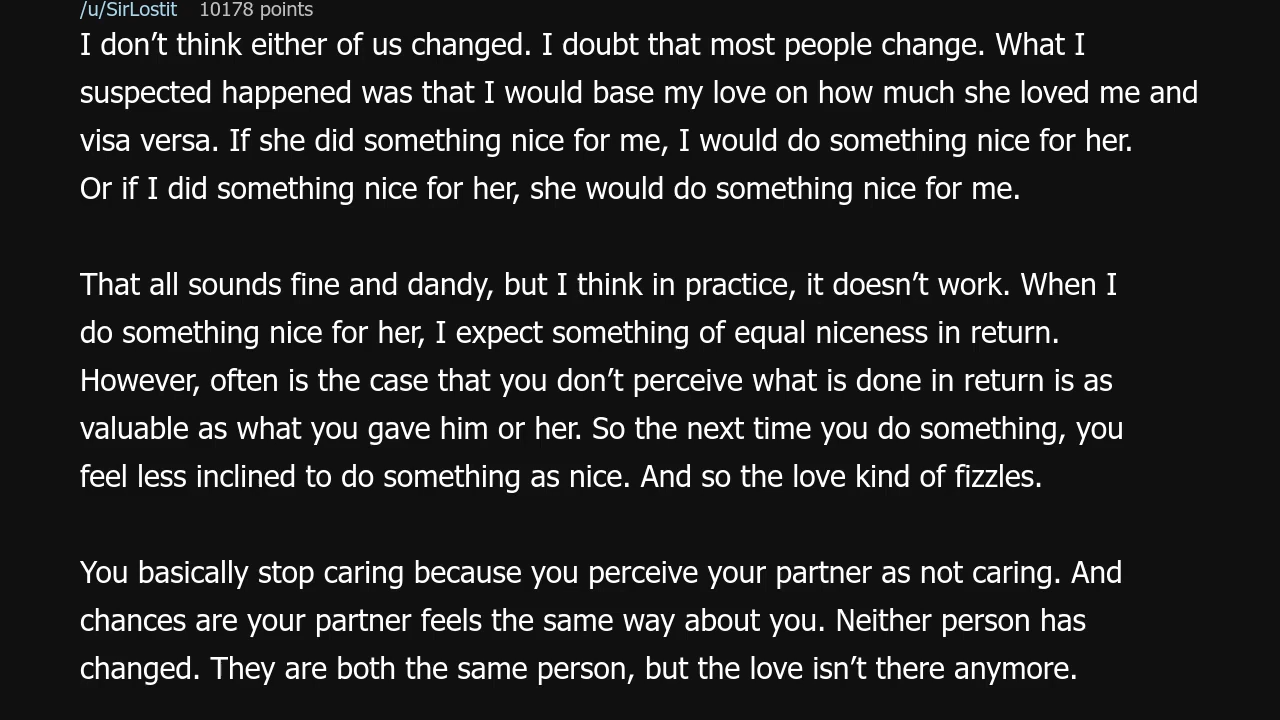 /u/SirLostit 10178 points
I don’t think either of us changed. I doubt that most people change. What I
suspected happened was that I would base my love on how much she loved me and
visa versa. If she did something nice for me, I would do something nice for her.
Or if I did something nice for her, she would do something nice for me.
That all sounds fine and dandy, but I think in practice, it doesn’t work. When I
do something nice for her, I expect something of equal niceness in return.
However, often is the case that you don’t perceive what is done in return is as
valuable as what you gave him or her. So the next time you do something, you
feel less inclined to do something as nice. And so the love kind of fizzles.
You basically stop caring because you perceive your partner as not caring. And
chances are your partner feels the same way about you. Neither person has
changed. They are both the same person, but the love isn’t there anymore.